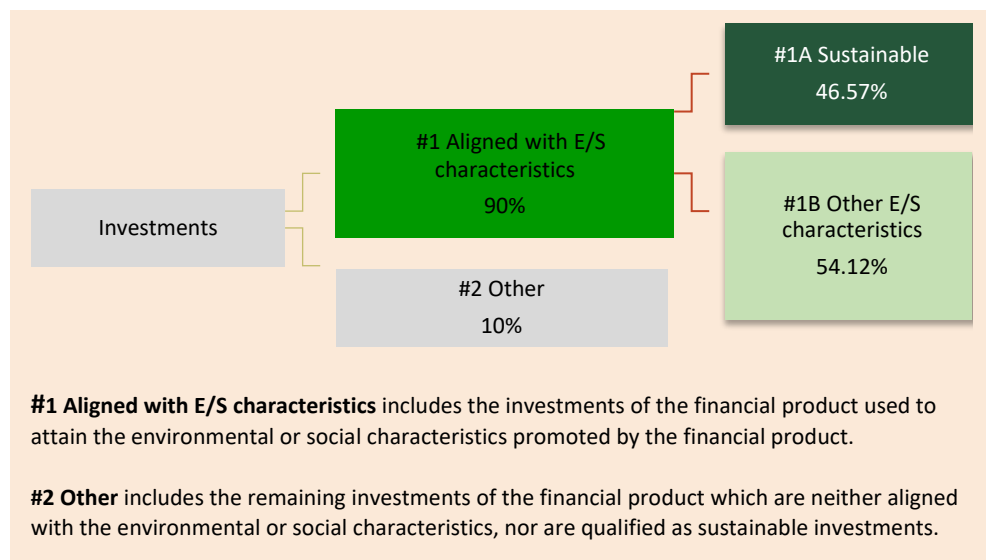 #1A Sustainable
46.57%
#1 Aligned with E/S
characteristics
90%
#1B Other E/S
characteristics
54.12%
Investments
#2 Other
10%
#1 Aligned with E/S characteristics includes the investments of the financial product used to
attain the environmental or social characteristics promoted by the financial product.
#2 Other includes the remaining investments of the financial product which are neither aligned
with the environmental or social characteristics, nor are qualified as sustainable investments.